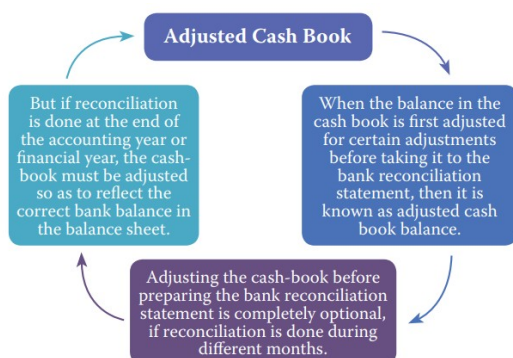 Adjusted Cash Book
When the balance in the
cash book is first adjusted
for certain adjustments
before taking it to the
bank reconciliation
statement, then it is
known as adjusted cash
book balance.
Adjusting the cash-book before
preparing the bank reconciliation
statement is completely optional,
if reconciliation is done during
different months.
But if reconciliation
is done at the end of
the accounting year or
financial year, the cash-
book must be adjusted
so as to reflect the
correct bank balance in
the balance sheet.